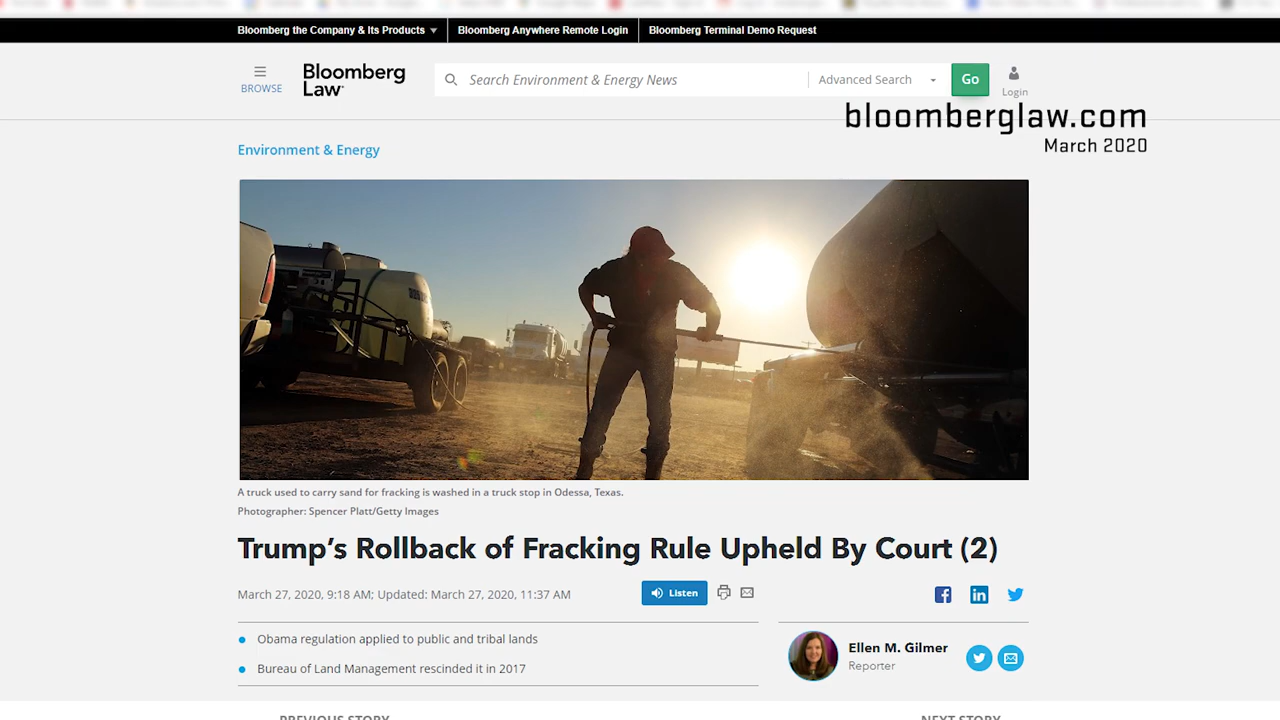 Bloomberg the Company & Its Products
Bloomberg Anywhere Remote Login
Bloomberg Terminal Demo Request
BROWSE
Bloomberg
Law
Search Environment & Energy News
Advanced Search
Go
Login
bloomberglaw.com
March 2020
Environment & Energy
A truck used to carry sand for fracking is washed in a truck stop in Odessa, Texas.
Photographer: Spencer Platt/Getty Images
Trump's Rollback of Fracking Rule Upheld By Court (2)
March 27, 2020, 9:18 AM; Updated: March 27, 2020, 11:37 AM
Listen
Obama regulation applied to public and tribal lands
Bureau of Land Management rescinded it in 2017
Ellen M. Gilmer
Reporter
PREVIOUS STORY
NEXT STORY